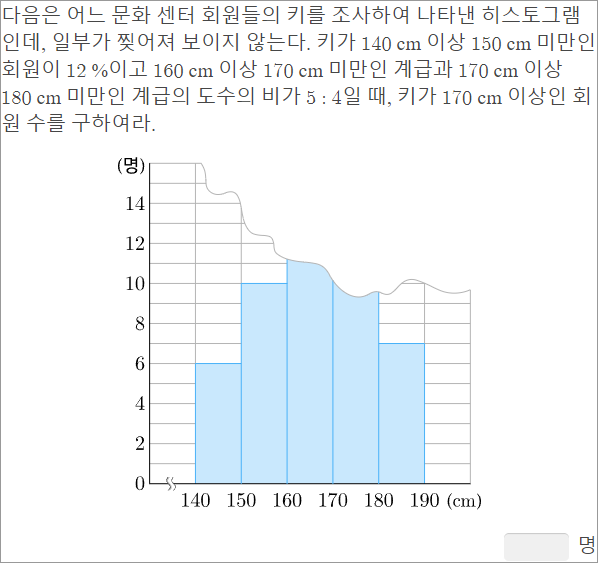 다음은 어느 문화 센터 회원들의 키를 조사하여 나타낸 히스토그램
인데, 일부가 찢어져 보이지 않는다. 키가 140 cm 이상 150 cm 미만인
회원이 12 %이고 160 cm 이상 170 cm 미만인 계급과 170 cm 이상
180 cm 미만인 계급의 도수의 비가 5 : 4일 때, 키가 170 cm 이상인 회
원 수를 구하여라.
(명)
14
12
10
8
6
4
2
0
140 150 160 170 180 190 (cm)
명